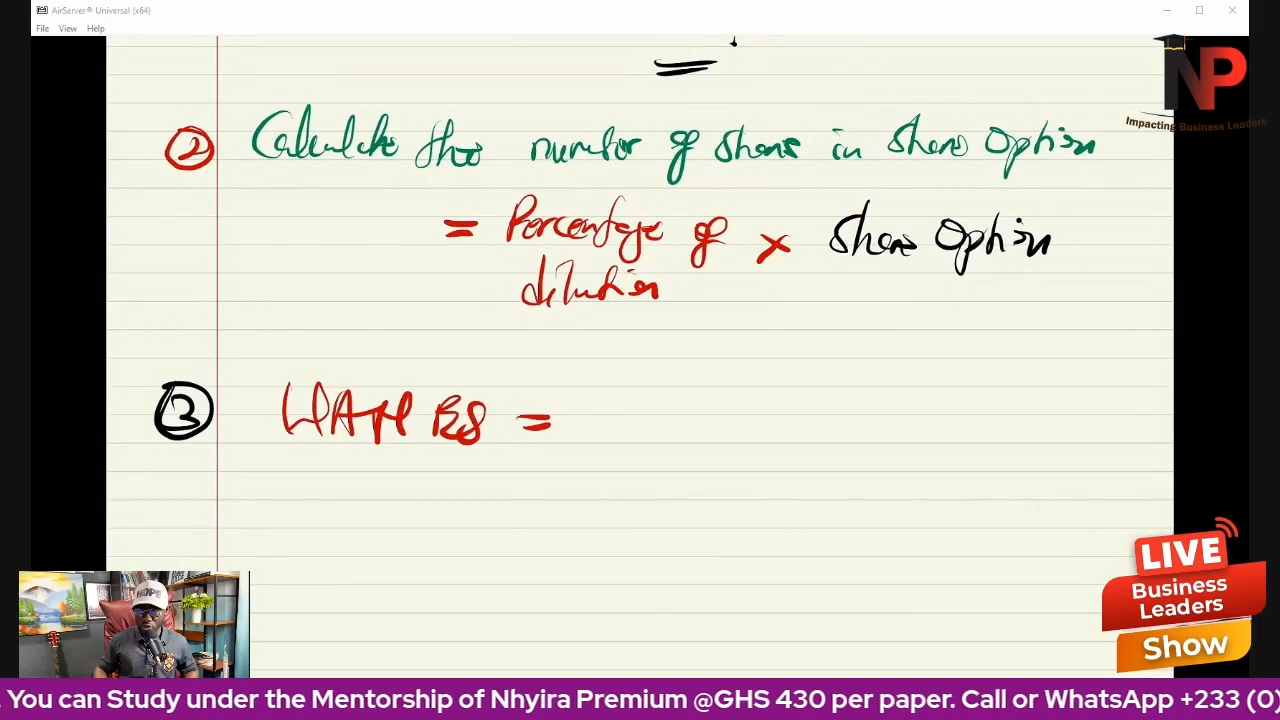 AirServer® Universal (x64)
File View Help
NP
Impacting Business Leaders
2 Calculate the number of shares in Share Option
= Percentage of dilution × Share Option
3 WANES =
HOPE
LIVE
Business
Leaders
Show
. You can Study under the Mentorship of Nhyira Premium @GHS 430 per paper. Call or WhatsApp +233 (0)